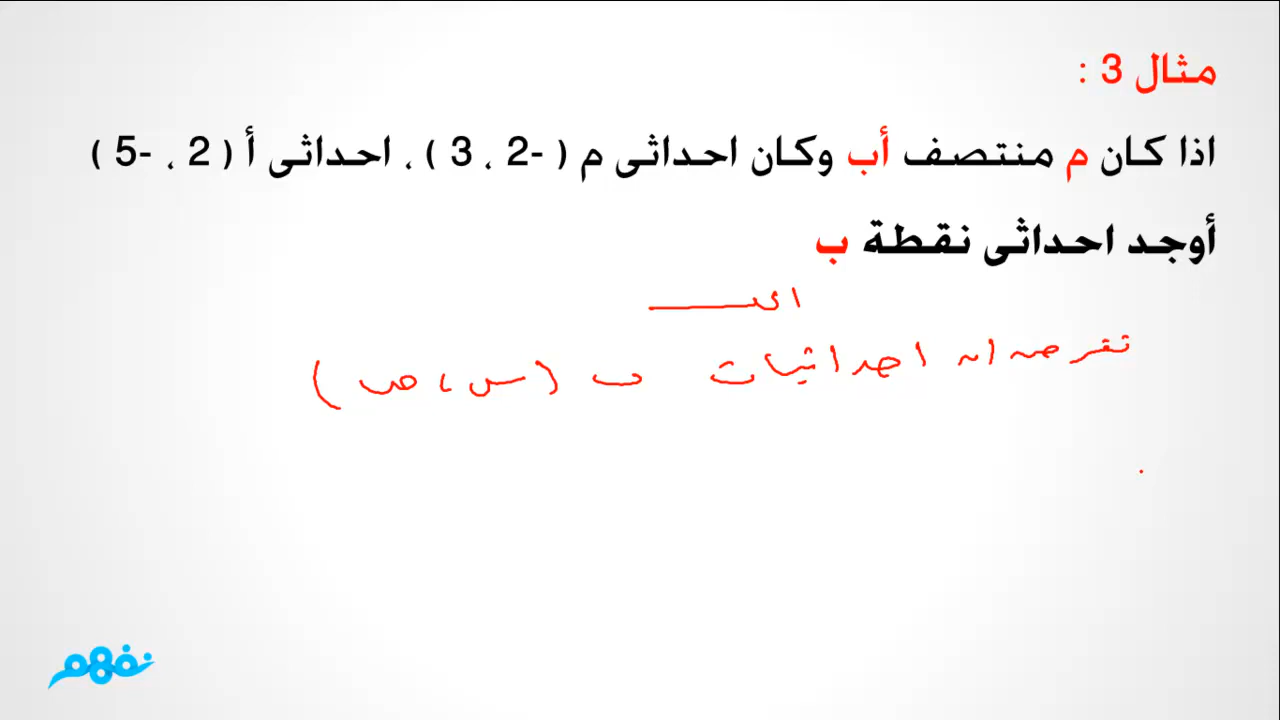 مثال 3 :
اذا كان م منتصف أب وكان احداثى م ( -2 ، 3 ) ، احداثى أ ( 2 ، -5 )
أوجد احداثى نقطة ب
الحــــل
نفرض ان احداثيات ب (س ، ص)
نفهم